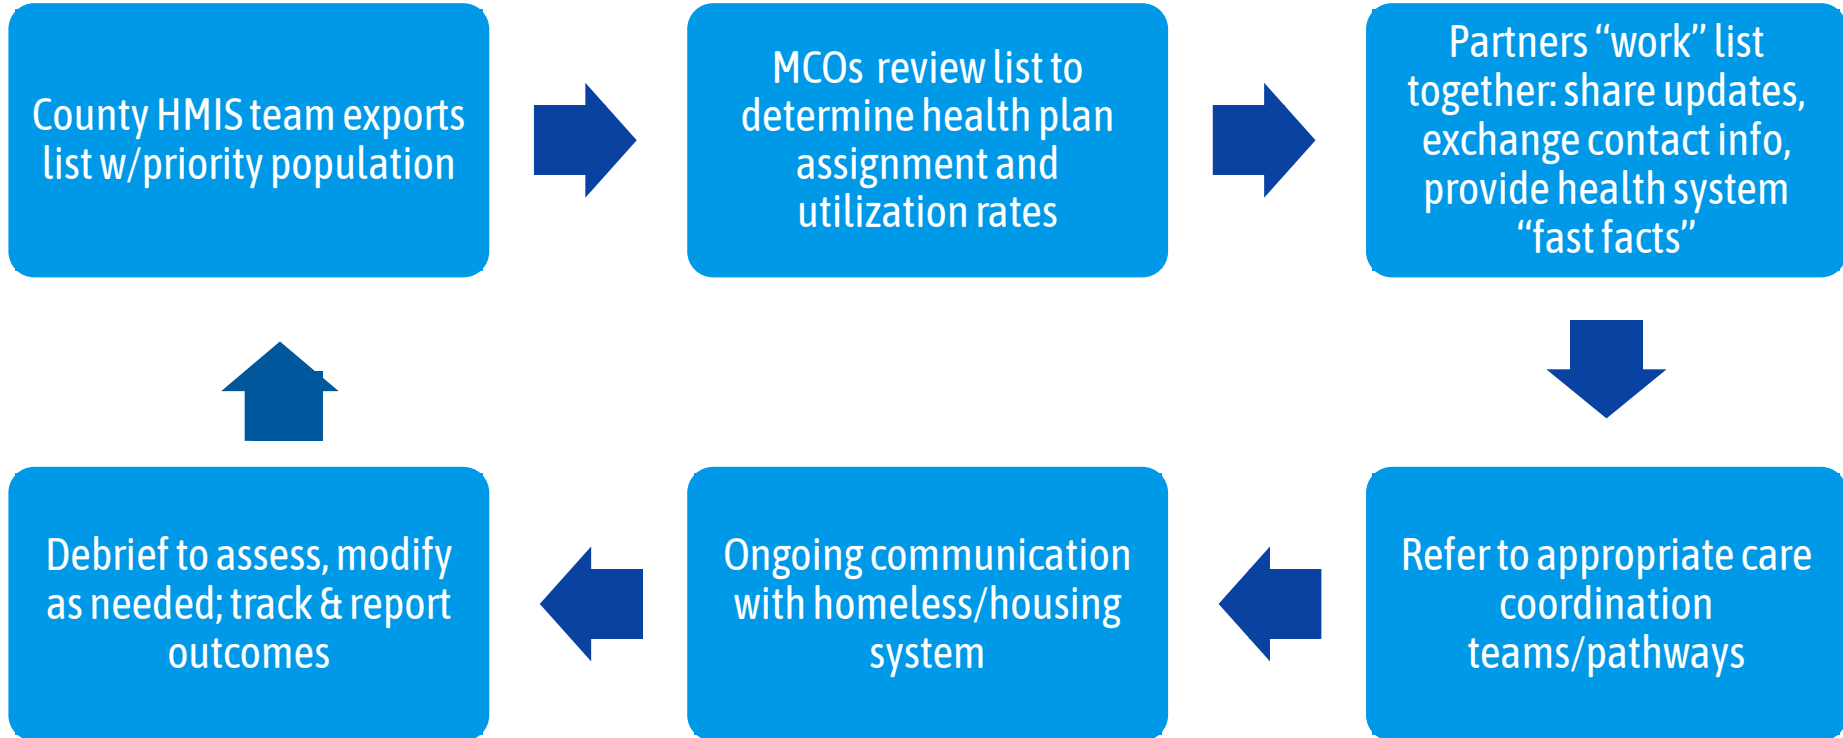 County HMIS team exports
list w/priority population
MCOs review list to
determine health plan
assignment and
utilization rates
Partners “work” list
together: share updates,
exchange contact info,
provide health system
“fast facts”
Debrief to assess, modify
as needed; track & report
outcomes
Ongoing communication
with homeless/housing
system
Refer to appropriate care
coordination
teams/pathways